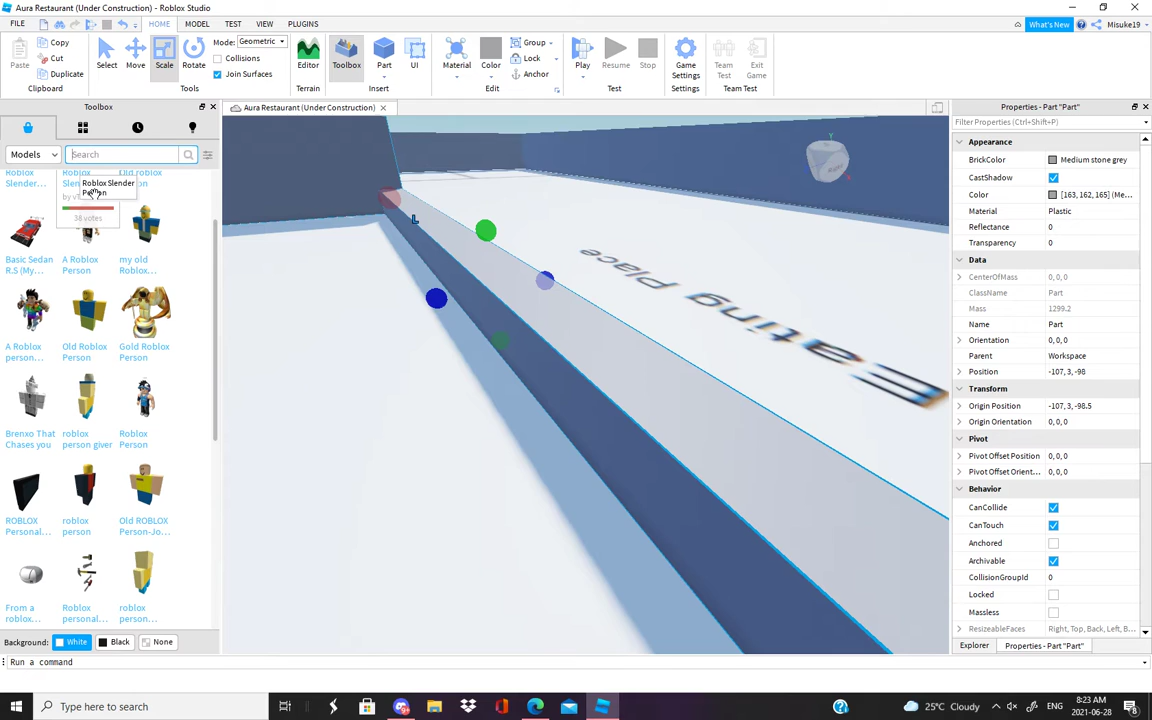 Aura Restaurant (Under Construction) - Roblox Studio
FILE HOME MODEL TEST VIEW PLUGINS What's New Misuke19
Paste Copy Cut Duplicate Clipboard
Select Move Scale Rotate Mode: Geometric Collisions Join Surfaces Tools
Editor Terrain
Toolbox Part UI Insert
Material Color Group Lock Anchor Edit
Play Resume Stop Test
Game Settings Settings
Team Test Exit Game Team Test
Toolbox
Aura Restaurant (Under Construction)
Models Search
Roblox Slender...
Old roblox
Roblox Slender Person
38 votes
Basic Sedan R.S (My...
A Roblox Person
my old Roblox...
A Roblox person...
Old Roblox Person
Gold Roblox Person
Brenxo That Chases you
roblox person giver
Roblox Person
ROBLOX Personal...
roblox person
Old ROBLOX Person-Jo...
From a roblox...
Roblox personal...
roblox person
Background: White Black None
Run a command
Eating Place
Properties - Part "Part"
Filter Properties (Ctrl+Shift+P)
Appearance
BrickColor Medium stone grey
CastShadow
Color [163, 162, 165] (Me...
Material Plastic
Reflectance 0
Transparency 0
Data
CenterOfMass 0, 0, 0
ClassName Part
Mass 1299.2
Name Part
Orientation 0, 0, 0
Parent Workspace
Position -107, 3, -98
Transform
Origin Position -107, 3, -98.5
Origin Orientation 0, 0, 0
Pivot
Pivot Offset Position 0, 0, 0
Pivot Offset Orient... 0, 0, 0
Behavior
CanCollide
CanTouch
Anchored
Archivable
CollisionGroupId 0
Locked
Massless
ResizeableFaces Right, Top, Back, Left, B...
Explorer Properties - Part "Part"
Type here to search
25°C Cloudy ENG 8:23 AM 2021-06-28